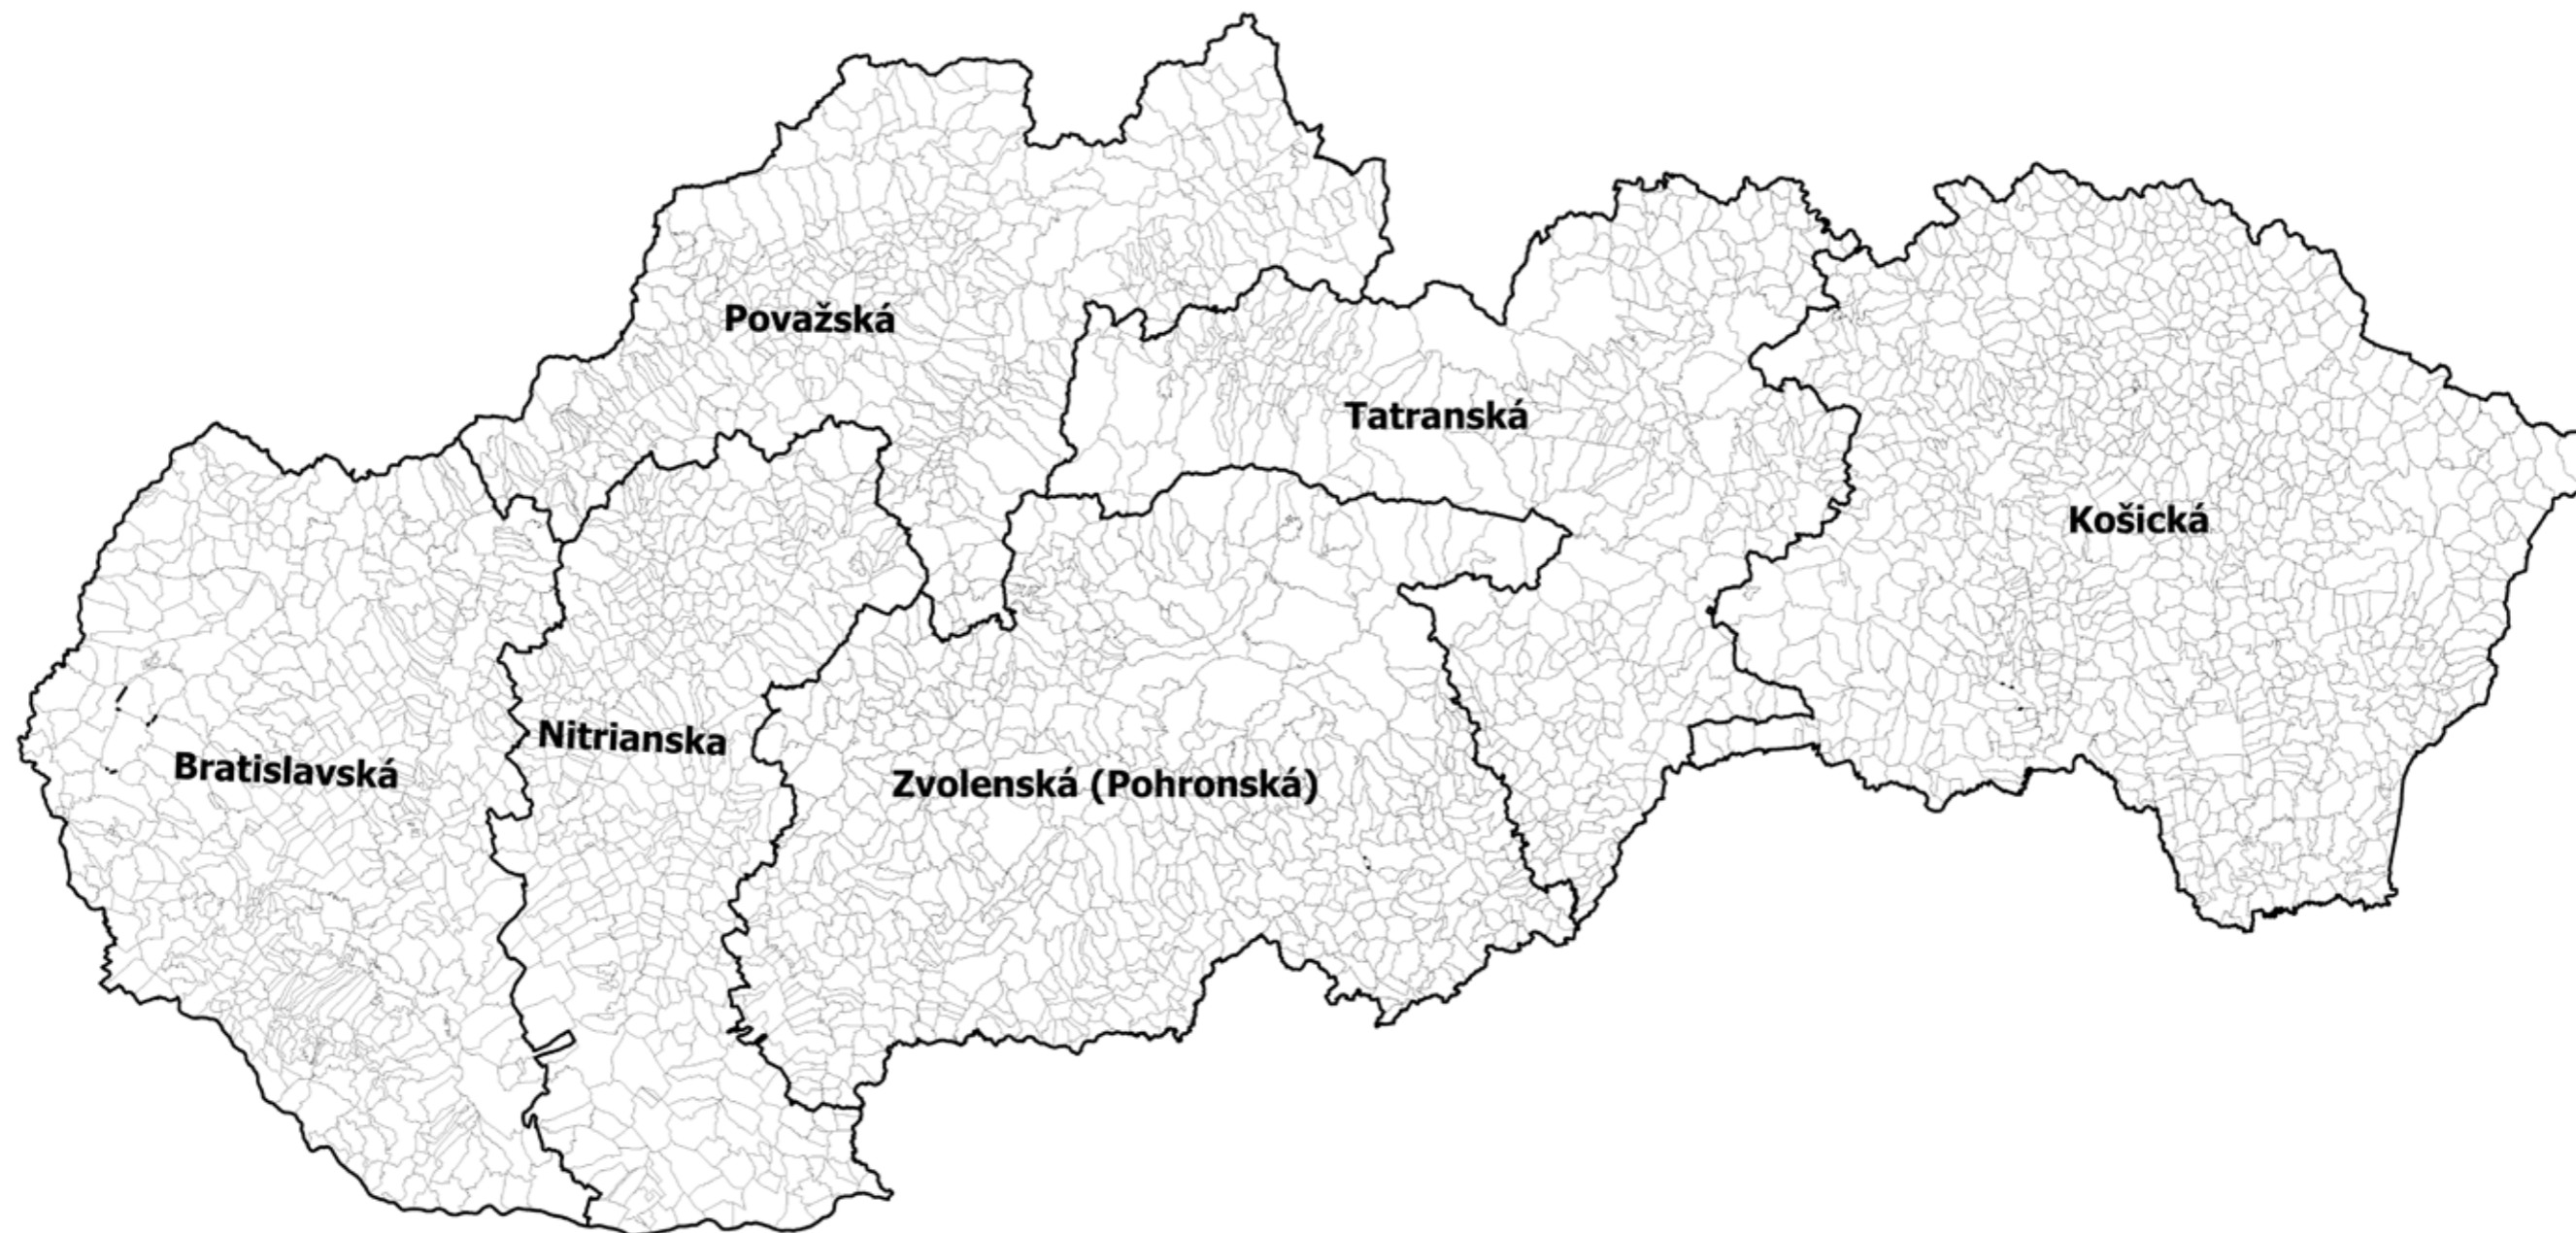 Považská
Tatranská
Košická
Nitrianska
Bratislavská
Zvolenská (Pohronská)